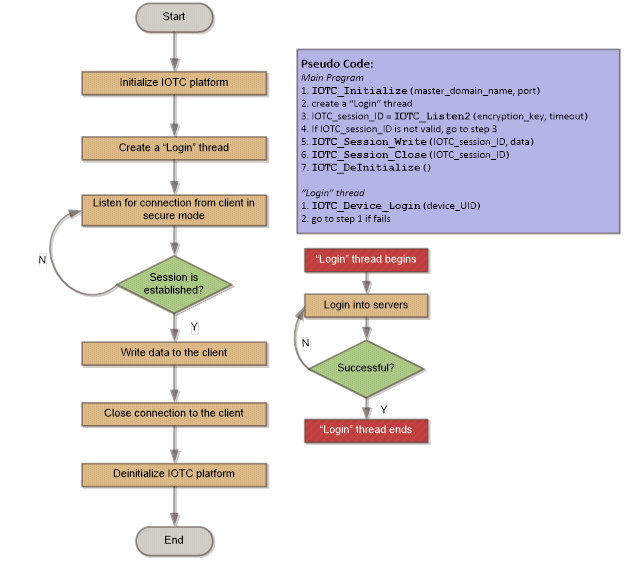 Start
Initialize IOTC platform
Create a “Login” thread
Listen for connection from client in
secure mode
N
Session is
established?
Y
Write data to the client
Close connection to the client
Deinitialize IOTC platform
End
Pseudo Code:
Main Program
1. IOTC_Initialize (master_domain_name, port)
2. create a “Login” thread
3. IOTC_session_ID = IOTC_Listen2 (encryption_key, timeout)
4. If IOTC_session_ID is not valid, go to step 3
5. IOTC_Session_Write (IOTC_session_ID, data)
6. IOTC_Session_Close (IOTC_session_ID)
7. IOTC_DeInitialize ()
“Login” thread
1. IOTC_Device_Login (device_UID)
2. go to step 1 if fails
“Login” thread begins
Login into servers
N
Successful?
Y
“Login” thread ends